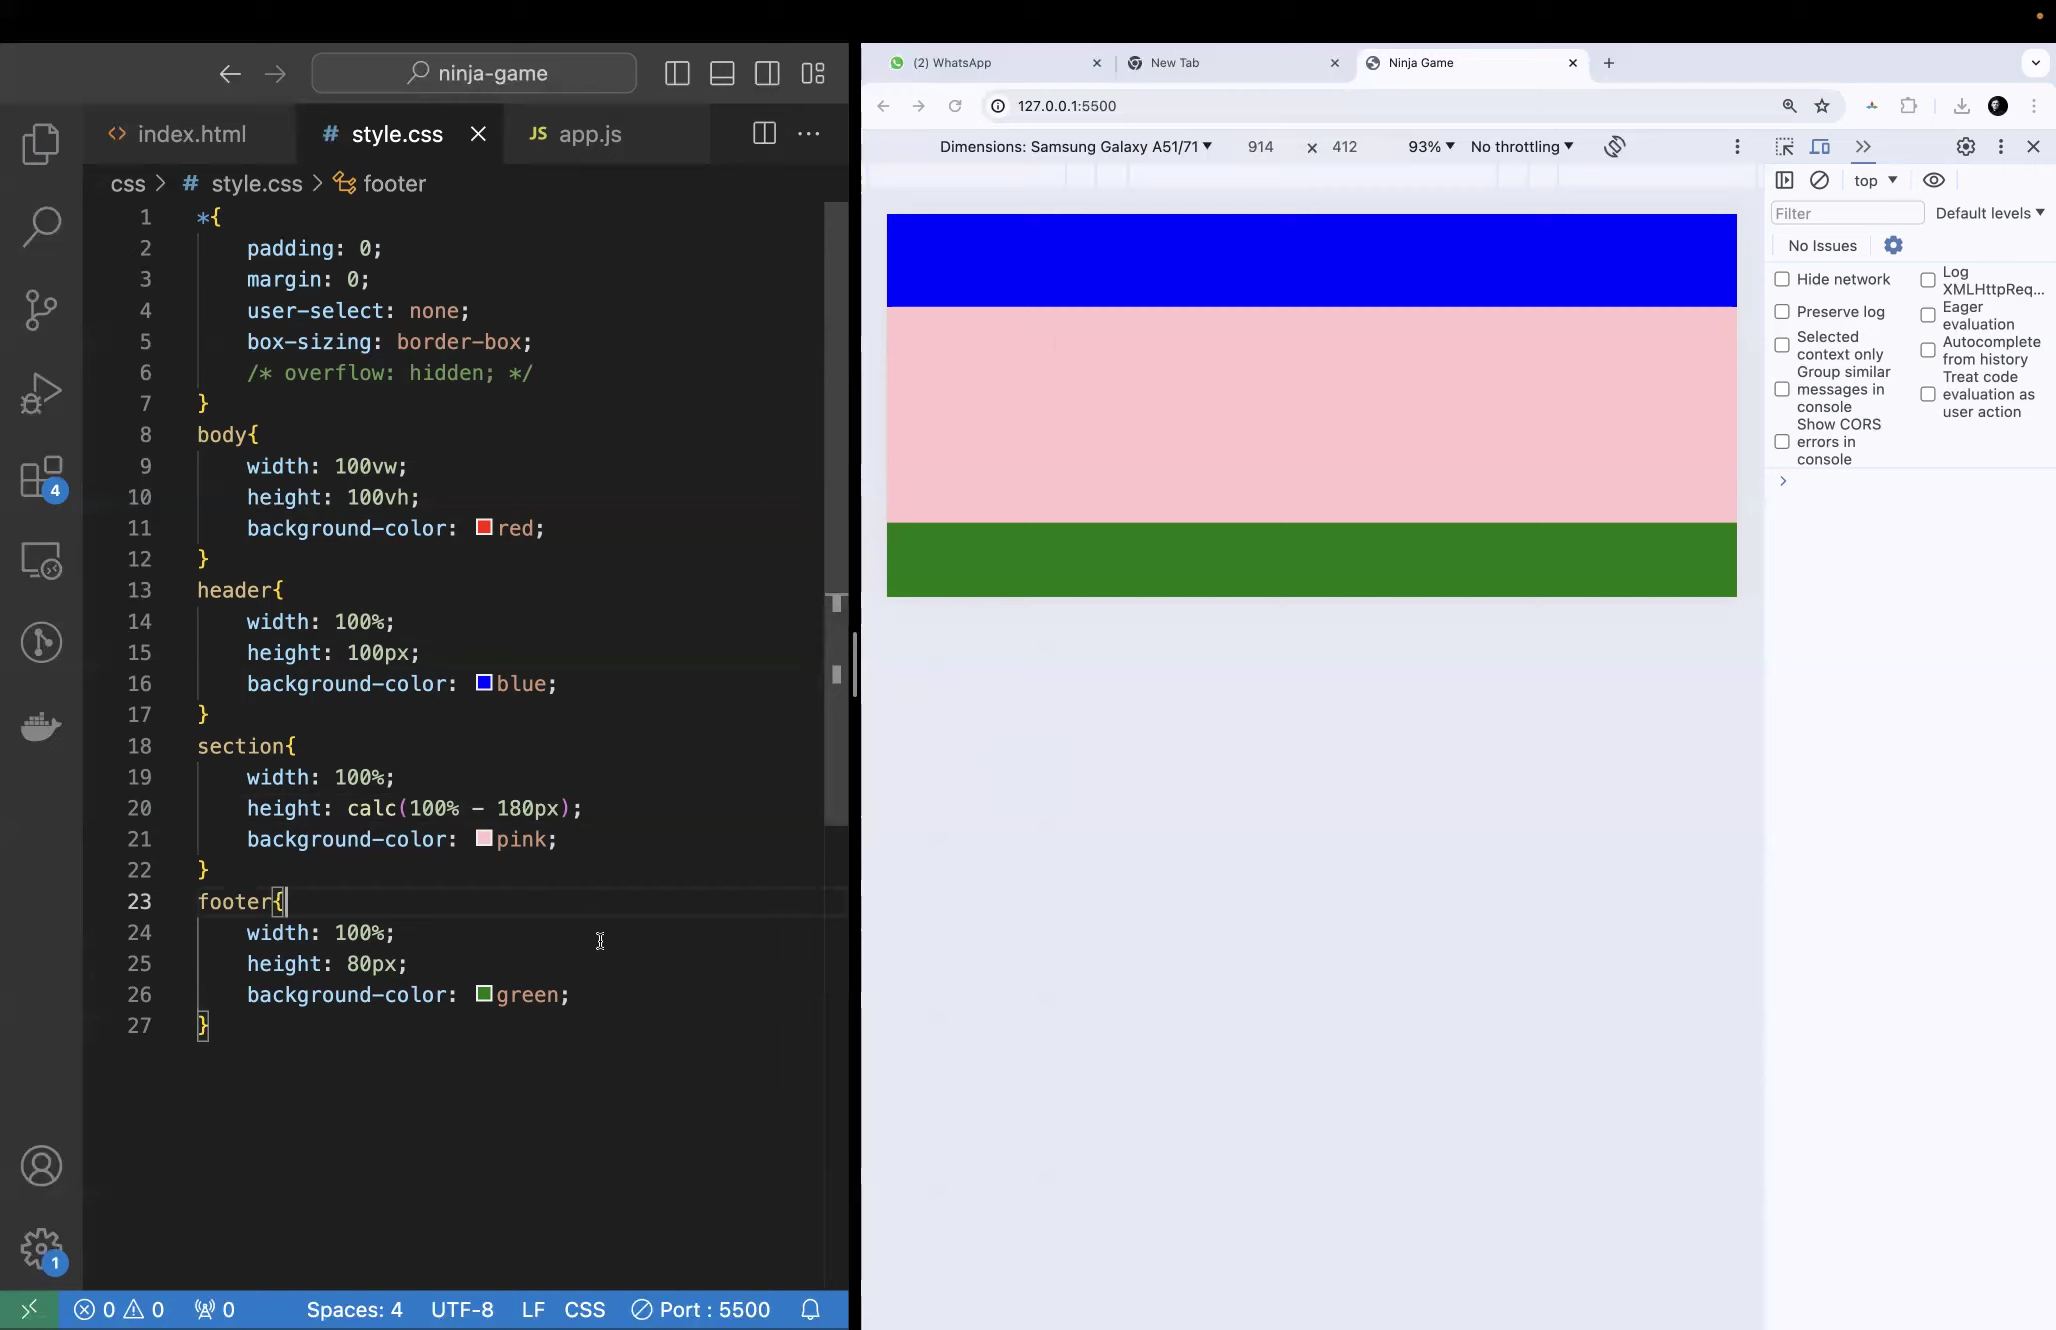 ninja-game
index.html
style.css
JS app.js
css > # style.css > footer
1 *{
2 padding: 0;
3 margin: 0;
4 user-select: none;
5 box-sizing: border-box;
6 /* overflow: hidden; */
7 }
8 body{
9 width: 100vw;
10 height: 100vh;
11 background-color: red;
12 }
13 header{
14 width: 100%;
15 height: 100px;
16 background-color: blue;
17 }
18 section{
19 width: 100%;
20 height: calc(100% - 180px);
21 background-color: pink;
22 }
23 footer{
24 width: 100%;
25 height: 80px;
26 background-color: green;
27 }
4
1
0 0 0 Spaces: 4 UTF-8 LF CSS Port : 5500
(2) WhatsApp
New Tab
Ninja Game
127.0.0.1:5500
Dimensions: Samsung Galaxy A51/71 914 × 412 93% No throttling
top
Filter
Default levels
No Issues
Hide network
Preserve log
Selected
context only
Group similar
messages in
console
Show CORS
errors in
console
Log
XMLHttpReq...
Eager
evaluation
Autocomplete
from history
Treat code
evaluation as
user action